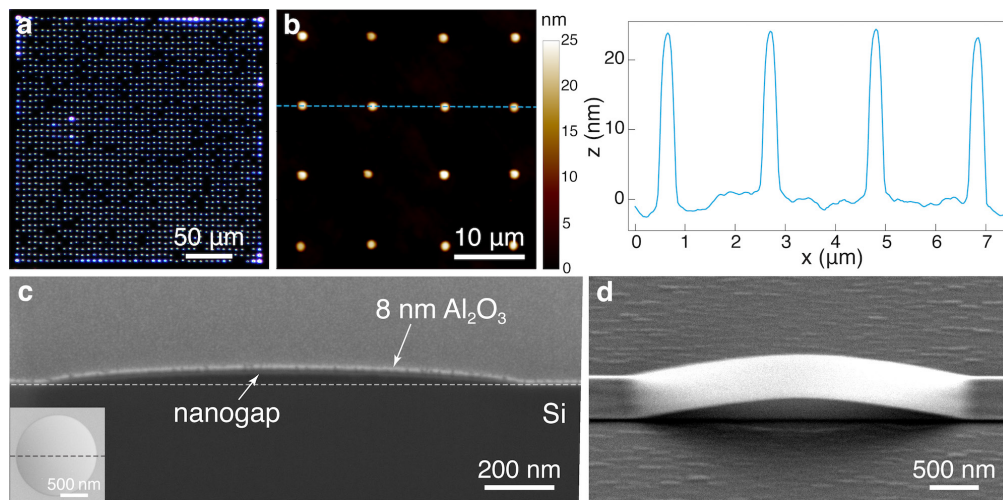 a
50 μm
b
10 μm
nm
25
20
15
10
5
0
z (nm)
20
10
0
0 1 2 3 4 5 6 7
x (μm)
c
8 nm Al₂O₃
nanogap
Si
500 nm
200 nm
d
500 nm